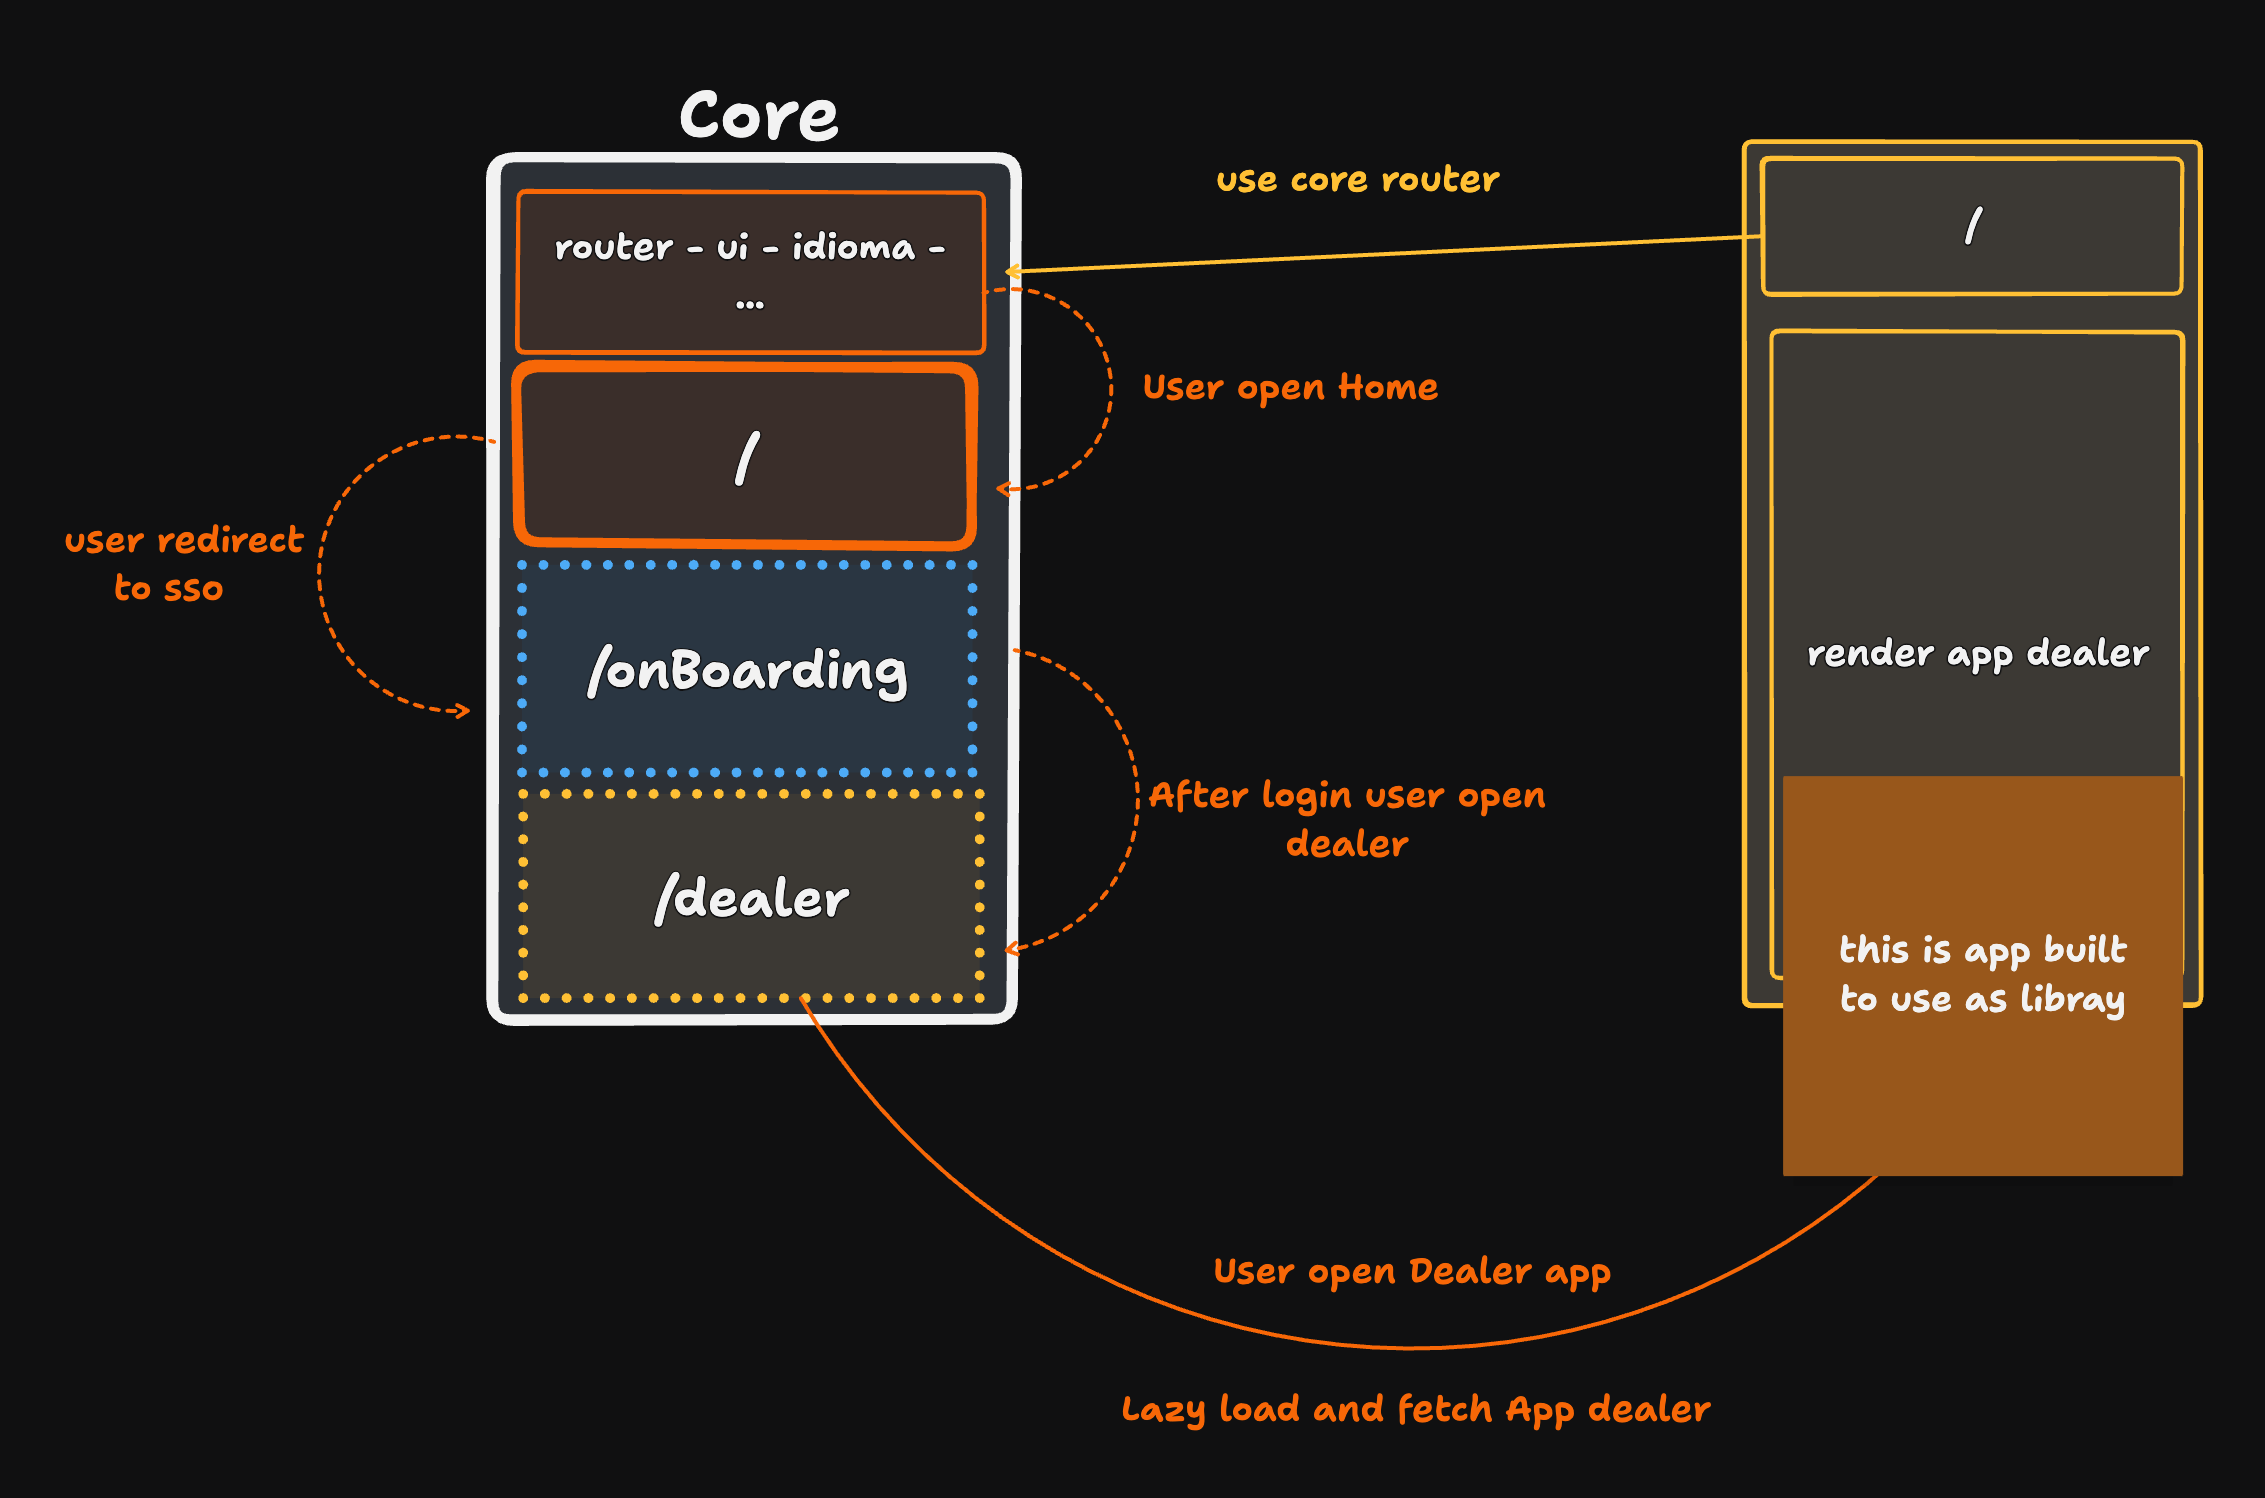 Core
router - ui - idioma -
...
/
/onBoarding
/dealer
user redirect
to sso
use core router
User open Home
After login user open
dealer
/
render app dealer
this is app built
to use as libray
User open Dealer app
Lazy load and fetch App dealer